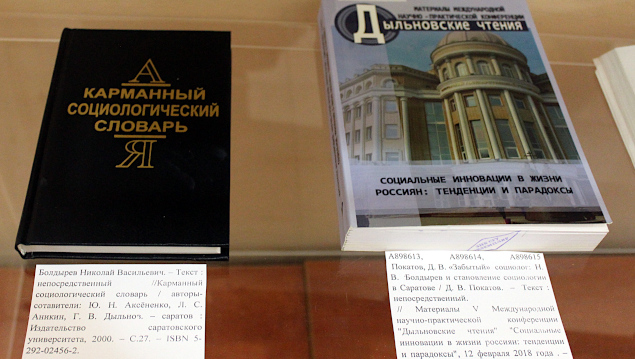 А
КАРМАННЫЙ
СОЦИОЛОГИЧЕСКИЙ
СЛОВАРЬ
Я
МАТЕРИАЛЫ МЕЖДУНАРОДНОЙ
НАУЧНО-ПРАКТИЧЕСКОЙ КОНФЕРЕНЦИИ
ДЫЛЬНОВСКИЕ ЧТЕНИЯ
СОЦИАЛЬНЫЕ ИННОВАЦИИ В ЖИЗНИ
РОССИЯН: ТЕНДЕНЦИИ И ПАРАДОКСЫ
Болдырев Николай Васильевич. – Текст :
непосредственный //Карманный
социологический словарь / авторы-
сотавители: Ю. Н. Аксёненко, Л. С.
Аникин, Г. В. Дыльноч. – саратов :
Издательство саратовского
университета, 2000. – С.27. – ISBN 5-
292-02456-2.
А898613, А898614, А898615
Покатов, Д. В. «Забытый» социолог: Н.
В. Болдырев и становление социологии
в Саратове / Д. В. Покатов. – Текст :
непосредственный.
// Материалы V Международной
научно-практической конференции
"Дыльновские чтения" "Социальные
инновации в жизни россиян: тенденции
и парадоксы", 12 февраля 2018 года . –